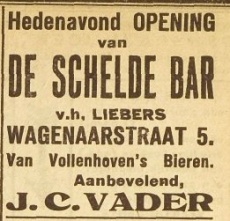 Hedenavond OPENING
van
DE SCHELDE BAR
v.h, LIEBERS
WAGENAARSTRAAT 5.
Van Vollenhoven's Bieren.
Aanbevelend,
J. C. VADER